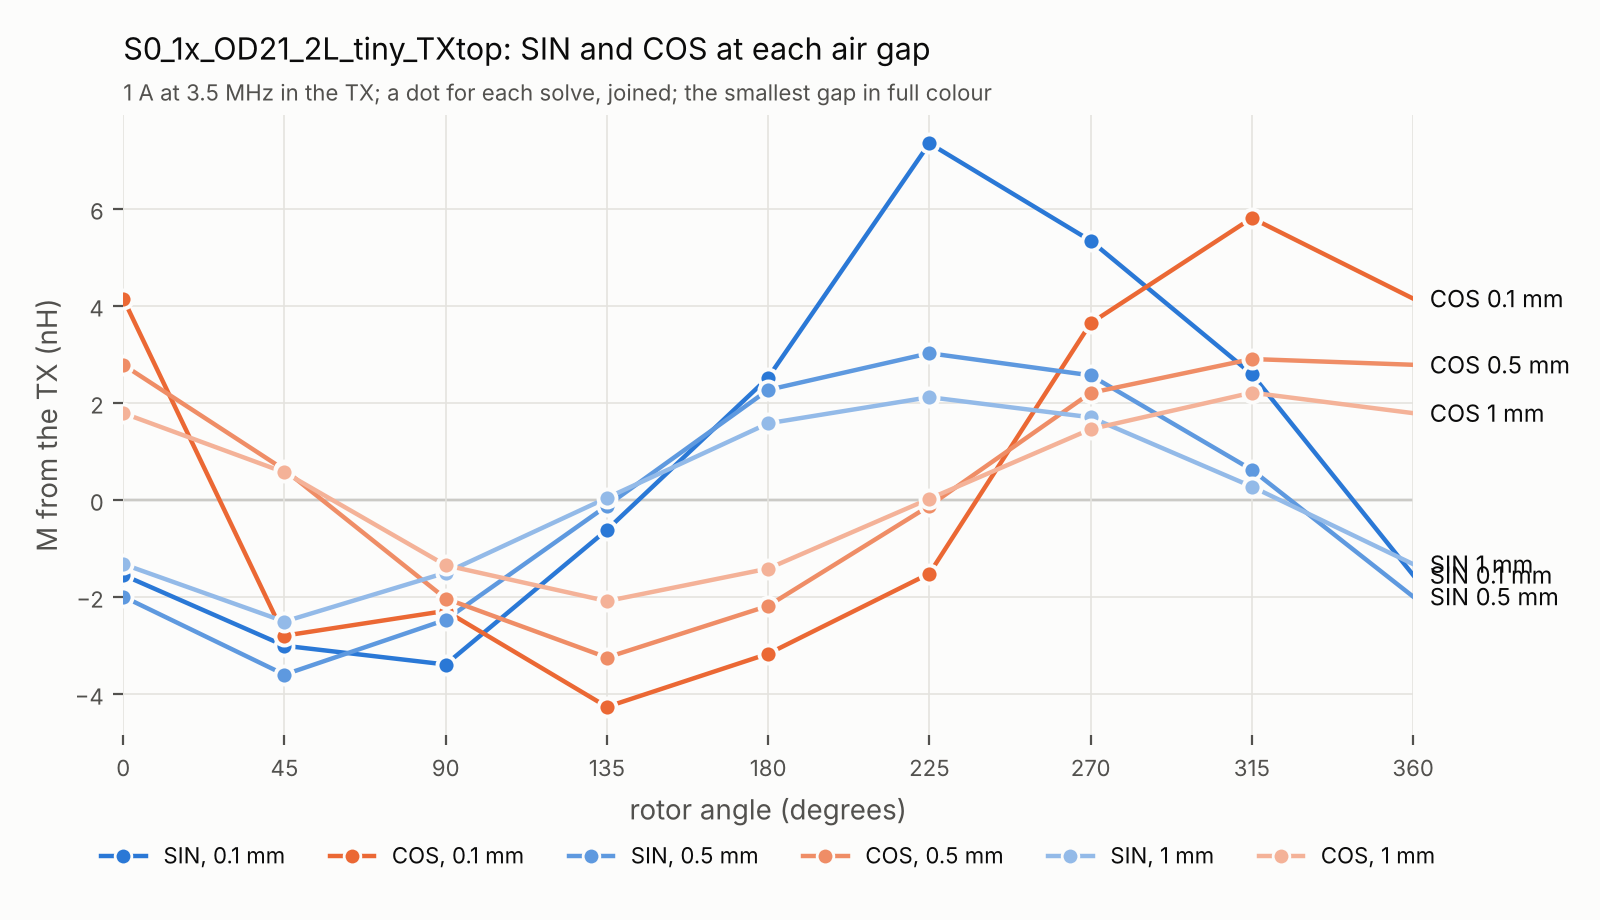 S0_1x_OD21_2L_tiny_TXtop: SIN and COS at each air gap
1 A at 3.5 MHz in the TX; a dot for each solve, joined; the smallest gap in full colour
M from the TX (nH)
6
4
2
0
−2
−4
COS 0.1 mm
COS 0.5 mm
COS 1 mm
SIN 1 mm
SIN 0.1 mm
SIN 0.5 mm
0 45 90 135 180 225 270 315 360
rotor angle (degrees)
SIN, 0.1 mm COS, 0.1 mm SIN, 0.5 mm COS, 0.5 mm SIN, 1 mm COS, 1 mm